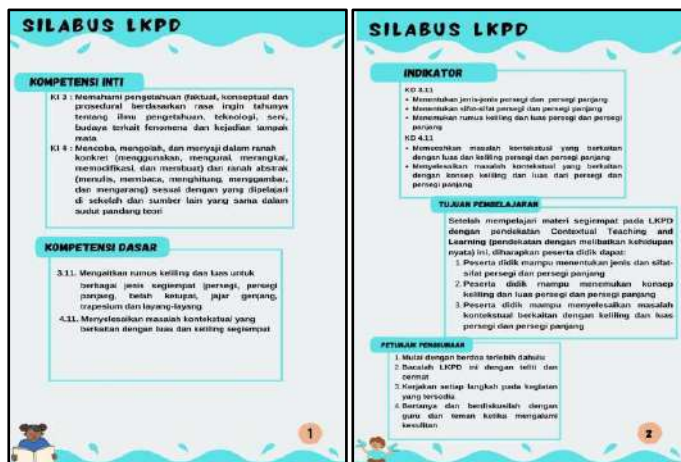 SILABUS LKPD
KOMPETENSI INTI
KI 3 : Memahami pengetahuan (faktual, konseptual dan
prosedural berdasarkan rasa ingin tahunya
tentang ilmu pengetahuan, teknologi, seni,
budaya terkait fenomena dan kejadian tampak
mata
KI 4 : Mencoba, mengolah, dan menyaji dalam ranah
konkret (menggunakan, mengurai, merangkai,
memodifikasi, dan membuat) dan ranah abstrak
(menulis, membaca, menghitung, menggambar,
dan mengarang) sesuai dengan yang dipelajari
di sekolah dan sumber lain yang sama dalam
sudut pandang teori
KOMPETENSI DASAR
3.11. Mengaitkan rumus keliling dan luas untuk
berbagai jenis segiempat (persegi, persegi
panjang, belah ketupat, jajar genjang,
trapesium dan layang-layang
4.11. Menyelesaikan masalah kontekstual yang
berkaitan dengan luas dan keliling segiempat
1
SILABUS LKPD
INDIKATOR
KD 3.11
• Menentukan jenis-jenis persegi dan persegi panjang
• Menentukan sifat-sifat persegi dan persegi panjang
• Menentukan rumus keliling dan luas persegi dan persegi
panjang
KD 4.11
• Memecahkan masalah kontekstual yang berkaitan
dengan luas dan keliling persegi dan persegi panjang
• Menyelesaikan masalah kontekstual yang berkaitan
dengan konsep keliling dan luas dari persegi dan
persegi panjang
TUJUAN PEMBELAJARAN
Setelah mempelajari materi segiempat pada LKPD
dengan pendekatan Contextual Teaching and
Learning (pendekatan dengan melibatkan kehidupan
nyata) ini, diharapkan peserta didik dapat:
1. Peserta didik mampu menentukan jenis dan sifat-
sifat persegi dan persegi panjang
2. Peserta didik mampu menemukan konsep
keliling dan luas persegi dan persegi panjang
3. Peserta didik mampu menyelesaikan masalah
kontekstual berkaitan dengan keliling dan luas
persegi dan persegi panjang
PETUNJUK PENGGUNAAN
1. Mulai dengan berdoa terlebih dahulu
2. Bacalah LKPD ini dengan teliti dan
cermat
3. Kerjakan setiap langkah pada kegiatan
yang tersedia
4. Bertanya dan berdiskusilah dengan
guru dan teman ketika mengalami
kesulitan
2